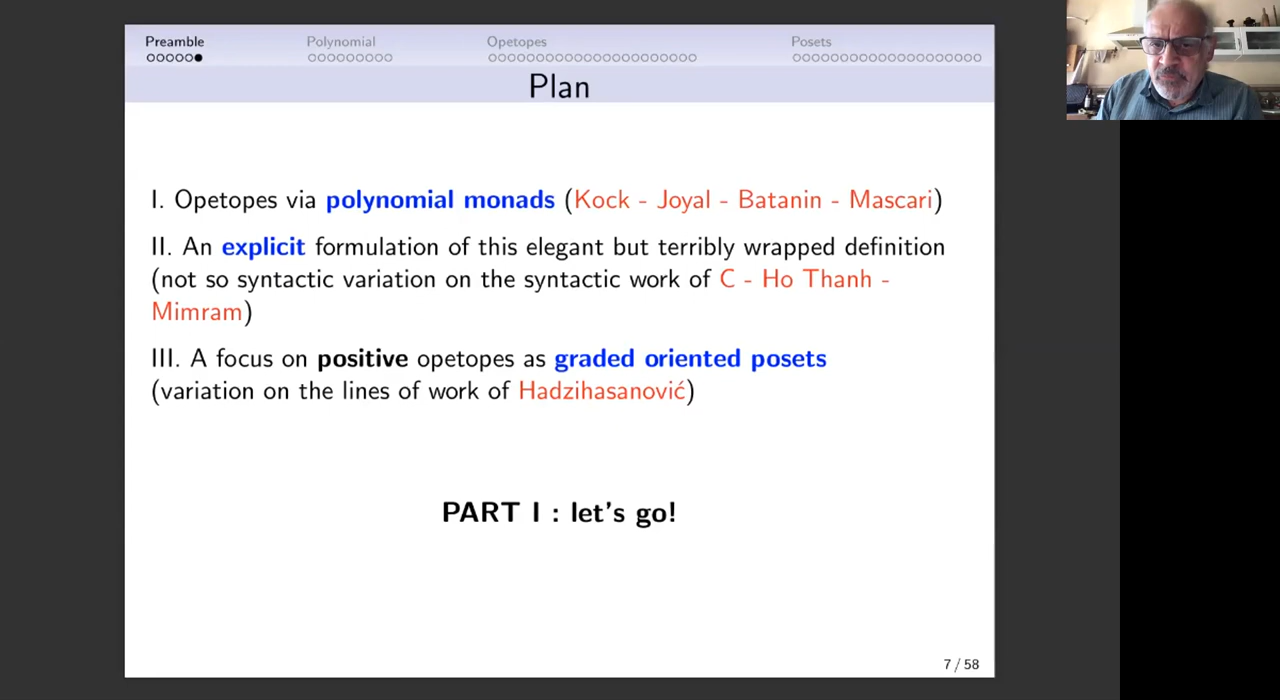 Preamble Polynomial Opetopes Posets
Plan
I. Opetopes via polynomial monads (Kock - Joyal - Batanin - Mascari)
II. An explicit formulation of this elegant but terribly wrapped definition
(not so syntactic variation on the syntactic work of C - Ho Thanh -
Mimram)
III. A focus on positive opetopes as graded oriented posets
(variation on the lines of work of Hadzihasanović)
PART I : let's go!
7 / 58